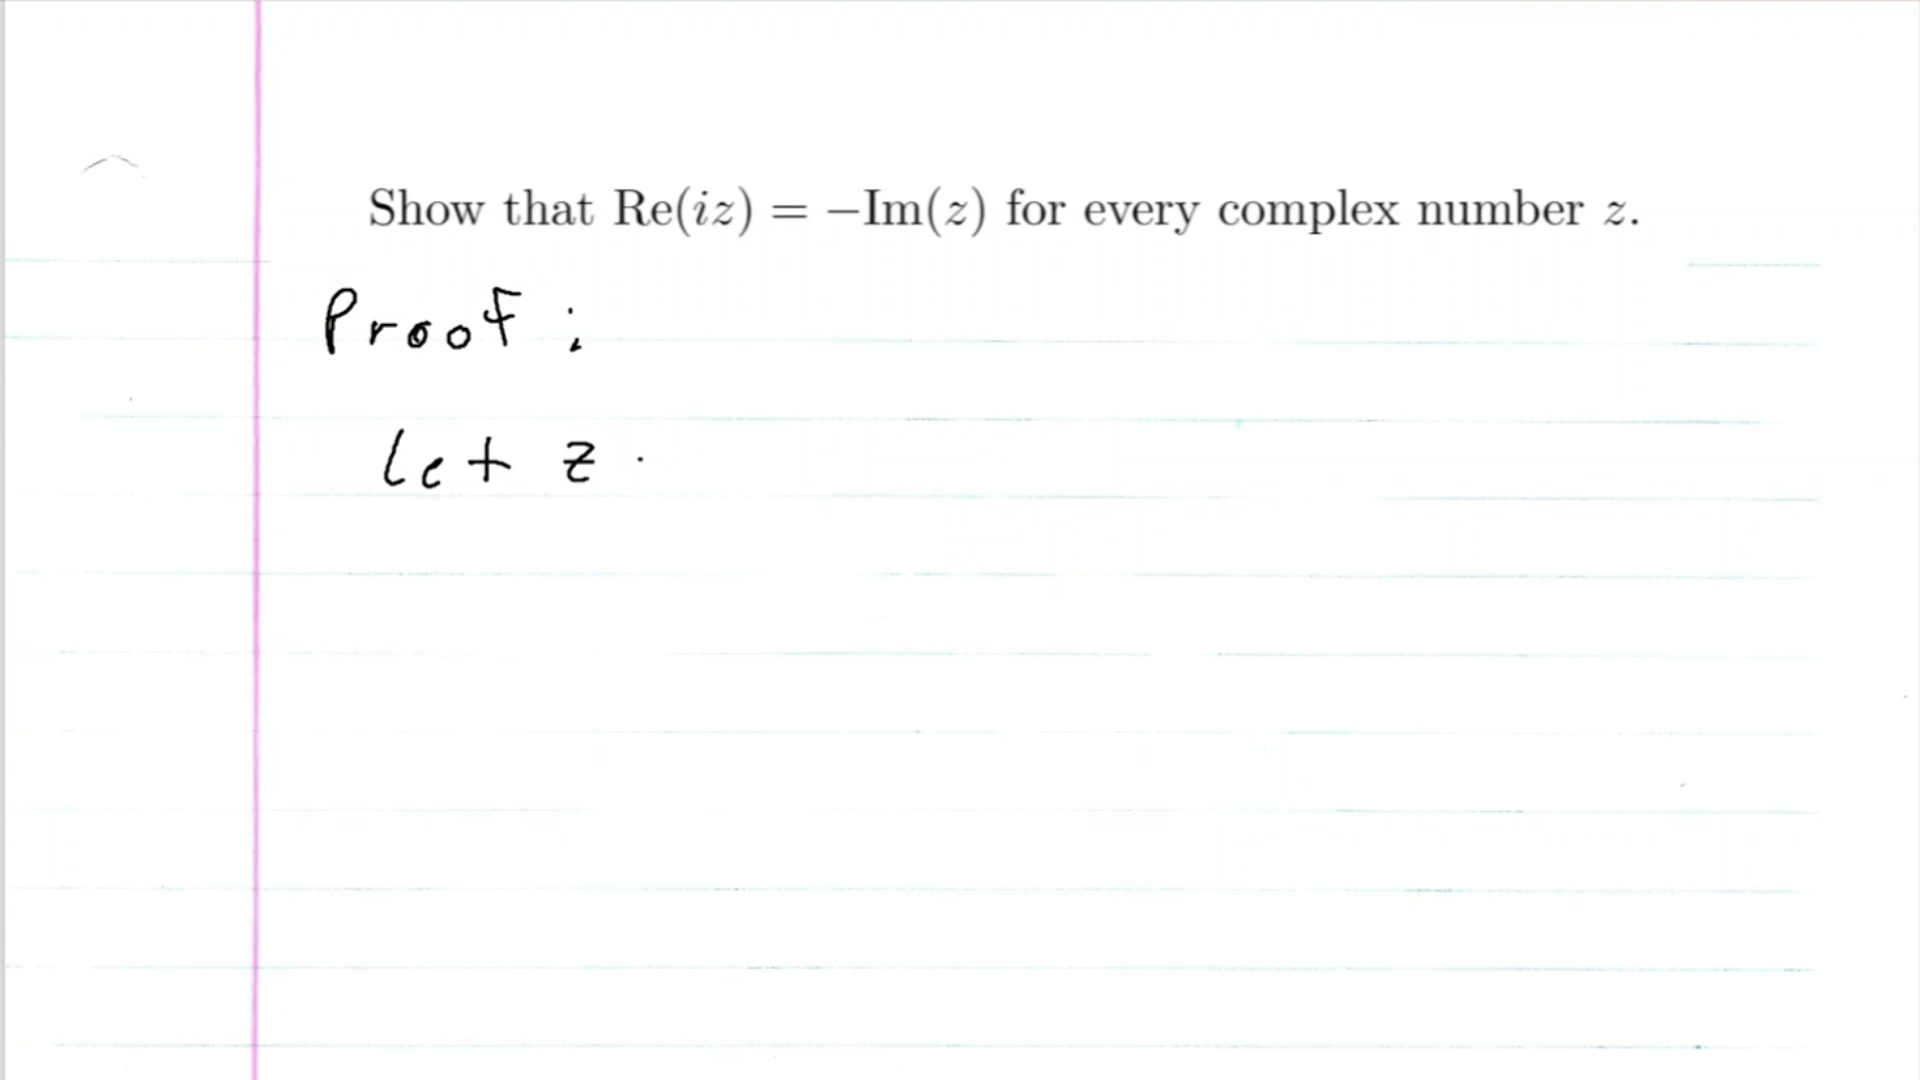 Show that Re(iz) = −Im(z) for every complex number z.
Proof:
Let z